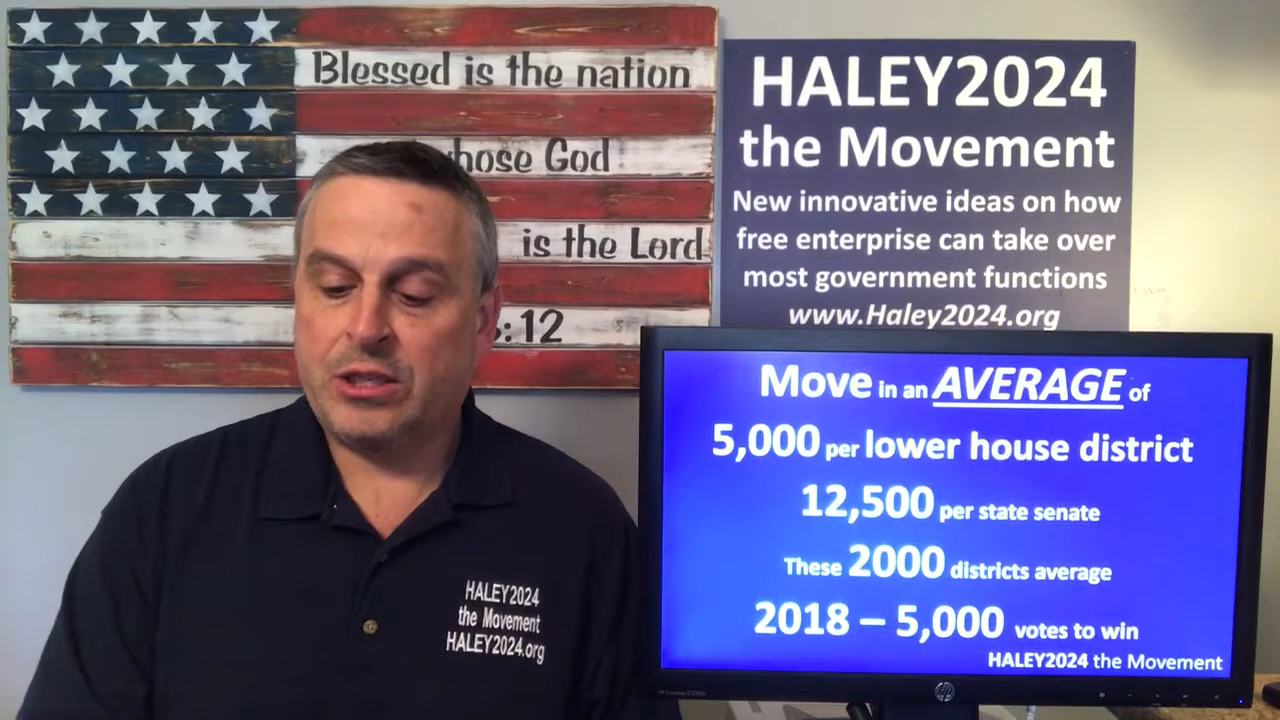 Blessed is the nation
whose God
is the Lord
:12
HALEY2024
the Movement
New innovative ideas on how
free enterprise can take over
most government functions
www.Haley2024.org
Move in an AVERAGE of
5,000 per lower house district
12,500 per state senate
These 2000 districts average
2018 – 5,000 votes to win
HALEY2024 the Movement
HALEY2024
the Movement
HALEY2024.org
hp